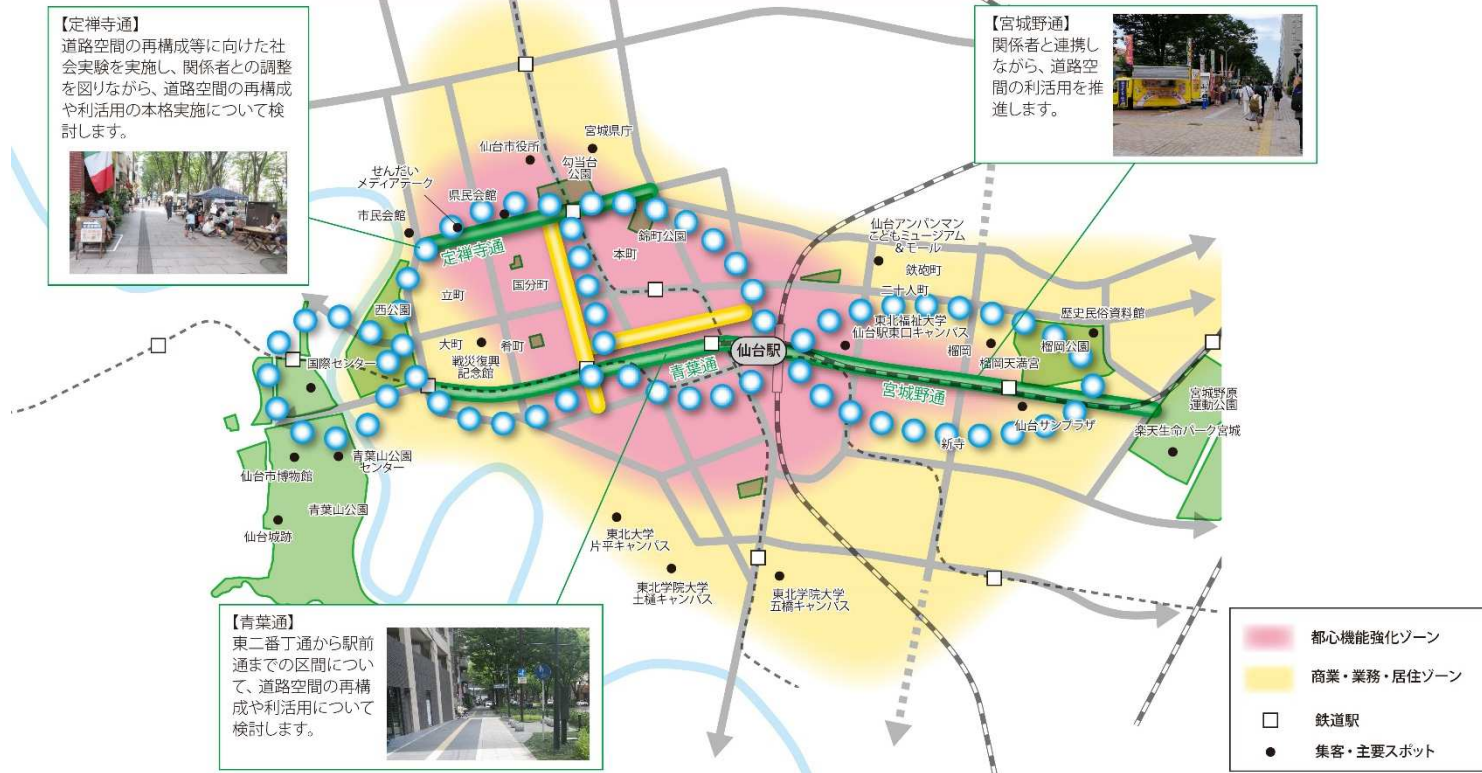 【定禅寺通】
道路空間の再構成等に向けた社
会実験を実施し、関係者との調整
を図りながら、道路空間の再構成
や利活用の本格実施について検
討します。
【宮城野通】
関係者と連携し
ながら、道路空
間の利活用を推
進します。
宮城県庁
仙台市役所
勾当台
公園
せんだい
メディアテーク
県民会館
市民会館
定禅寺通
錦町公園
本町
仙台アンパンマン
こどもミュージアム
&モール
鉄砲町
二十人町
立町
国分町
西公園
東北福祉大学
仙台駅東口キャンパス
歴史民俗資料館
榴岡
榴岡公園
榴岡天満宮
大町
肴町
戦災復興
記念館
仙台駅
国際センター
青葉通
宮城野通
宮城野原
運動公園
仙台サンプラザ
楽天生命パーク宮城
新寺
青葉山公園
センター
仙台市博物館
青葉山公園
仙台城跡
東北大学
片平キャンパス
東北学院大学
土樋キャンパス
東北学院大学
五橋キャンパス
【青葉通】
東二番丁通から駅前
通までの区間につい
て、道路空間の再構
成や利活用について
検討します。
都心機能強化ゾーン
商業・業務・居住ゾーン
鉄道駅
集客・主要スポット